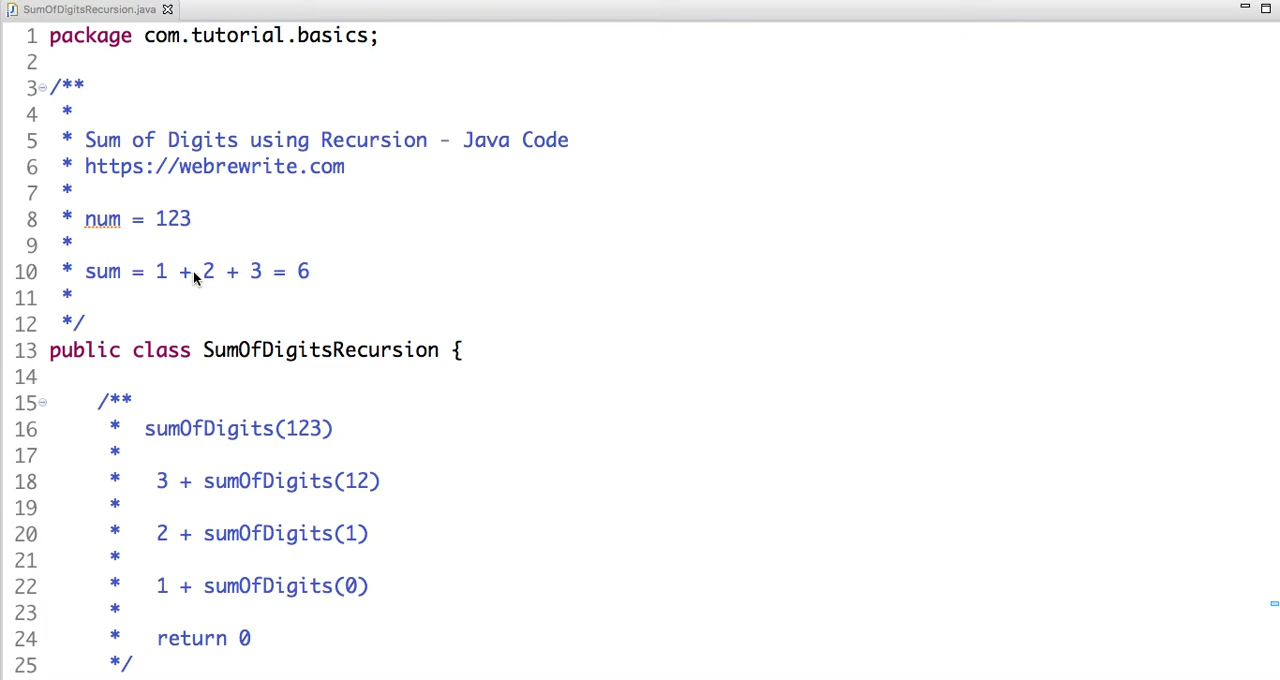 SumOfDigitsRecursion.java
1 package com.tutorial.basics;
2
3 /**
4 *
5 * Sum of Digits using Recursion - Java Code
6 * https://webrewrite.com
7 *
8 * num = 123
9 *
10 * sum = 1 + 2 + 3 = 6
11 *
12 */
13 public class SumOfDigitsRecursion {
14
15 /**
16 * sumOfDigits(123)
17 *
18 * 3 + sumOfDigits(12)
19 *
20 * 2 + sumOfDigits(1)
21 *
22 * 1 + sumOfDigits(0)
23 *
24 * return 0
25 */